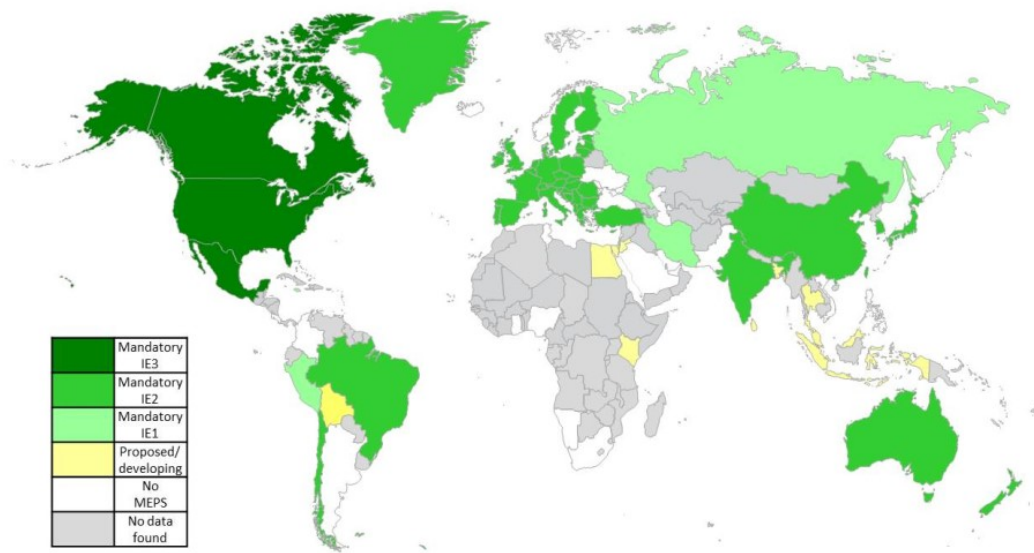 Mandatory
IE3
Mandatory
IE2
Mandatory
IE1
Proposed/
developing
No
MEPS
No data
found